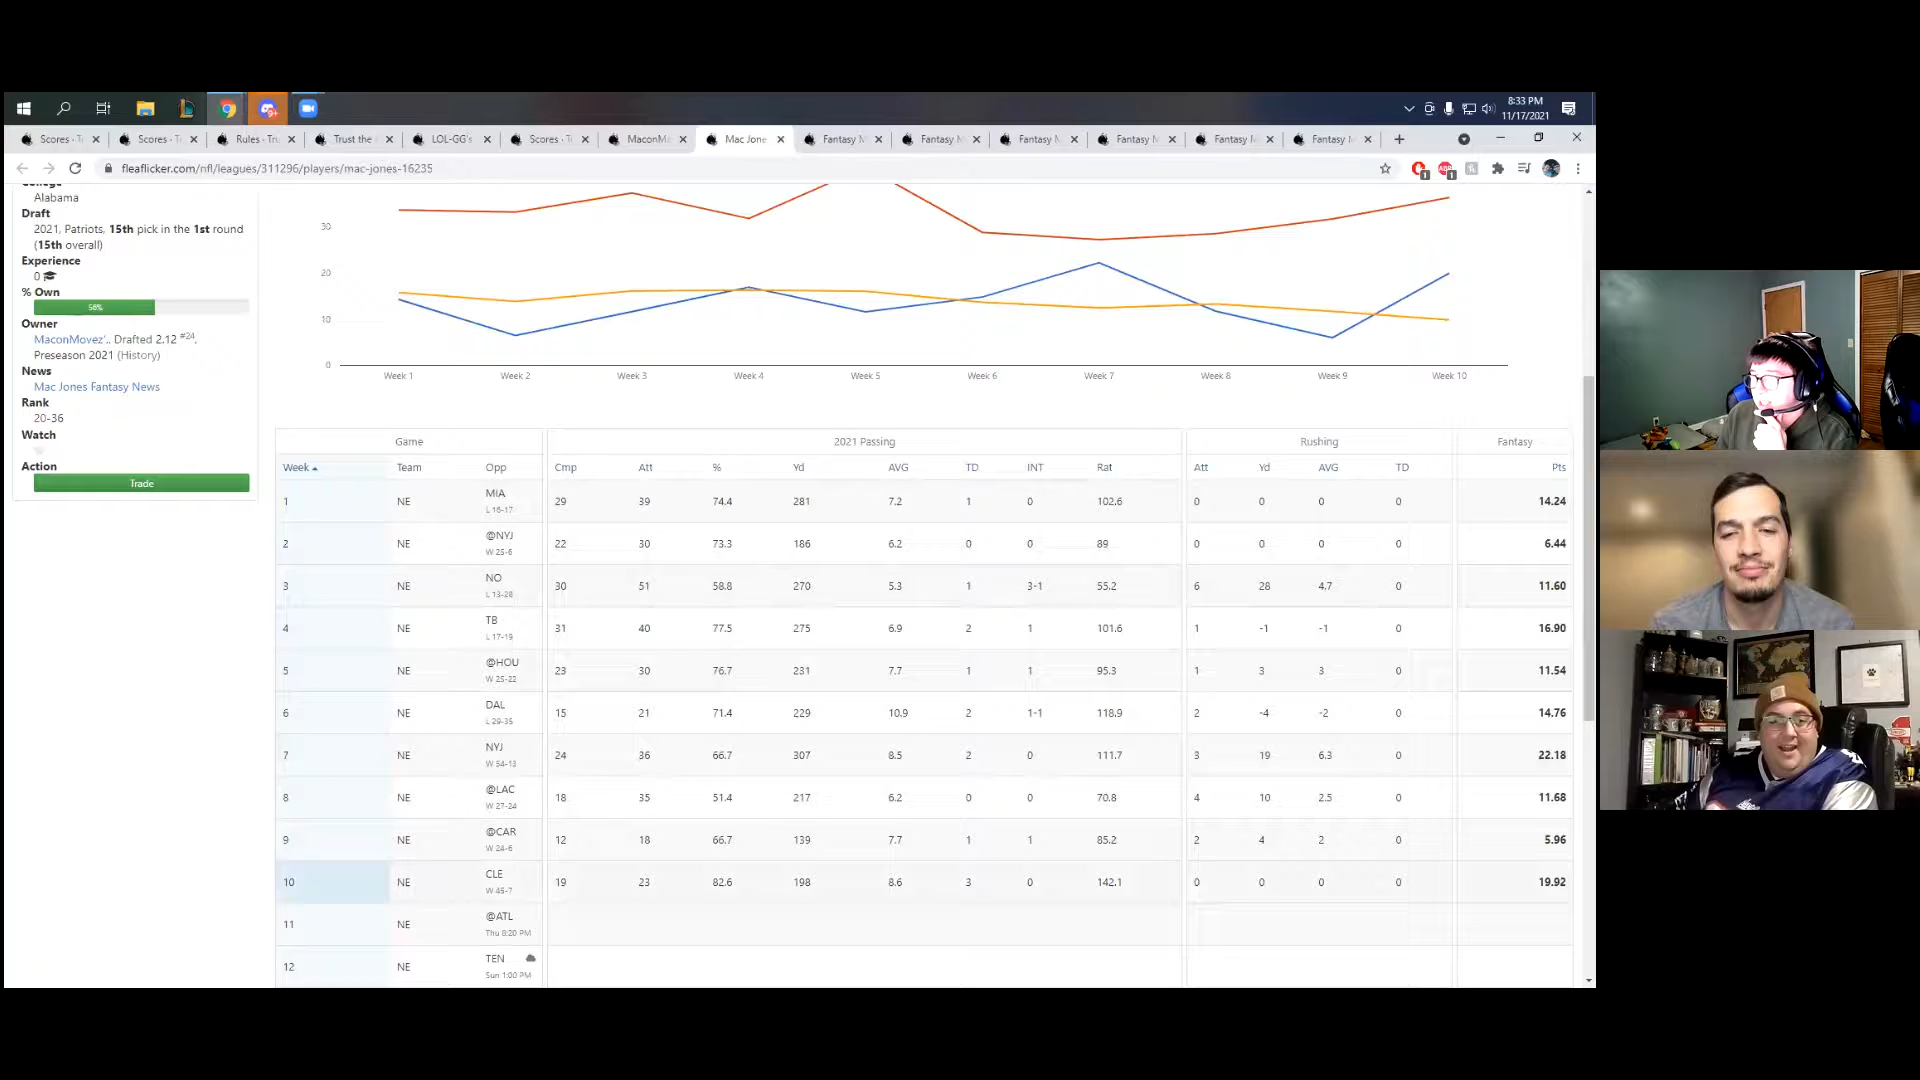 8:33 PM
11/17/2021
Scores - T
Scores - T
Rules - Tru
Trust the
LOL-GG's
Scores - T
MaconMo
Mac Jone
Fantasy
Fantasy
Fantasy
Fantasy
Fantasy
Fantasy
fleaflicker.com/nfl/leagues/311296/players/mac-jones-16235
College
Alabama
Draft
2021, Patriots, 15th pick in the 1st round
(15th overall)
Experience
0
% Own
56%
Owner
MaconMovez'.. Drafted 2.12 #24,
Preseason 2021 (History)
News
Mac Jones Fantasy News
Rank
20-36
Watch
Action
Trade
30
20
10
0
Week 1 Week 2 Week 3 Week 4 Week 5 Week 6 Week 7 Week 8 Week 9 Week 10
Game 2021 Passing Rushing Fantasy
Week Team Opp Cmp Att % Yd AVG TD INT Rat Att Yd AVG TD Pts
1 NE MIA 29 39 74.4 281 7.2 1 0 102.6 0 0 0 0 14.24
L 16-17
2 NE @NYJ 22 30 73.3 186 6.2 0 0 89 0 0 0 0 6.44
W 25-6
3 NE NO 30 51 58.8 270 5.3 1 3-1 55.2 6 28 4.7 0 11.60
L 13-28
4 NE TB 31 40 77.5 275 6.9 2 1 101.6 1 -1 -1 0 16.90
L 17-19
5 NE @HOU 23 30 76.7 231 7.7 1 1 95.3 1 3 3 0 11.54
W 25-22
6 NE DAL 15 21 71.4 229 10.9 2 1-1 118.9 2 -4 -2 0 14.76
L 29-35
7 NE NYJ 24 36 66.7 307 8.5 2 0 111.7 3 19 6.3 0 22.18
W 54-13
8 NE @LAC 18 35 51.4 217 6.2 0 0 70.8 4 10 2.5 0 11.68
W 27-24
9 NE @CAR 12 18 66.7 139 7.7 1 1 85.2 2 4 2 0 5.96
W 24-6
10 NE CLE 19 23 82.6 198 8.6 3 0 142.1 0 0 0 0 19.92
W 45-7
11 NE @ATL
Thu 8:20 PM
12 NE TEN
Sun 1:00 PM